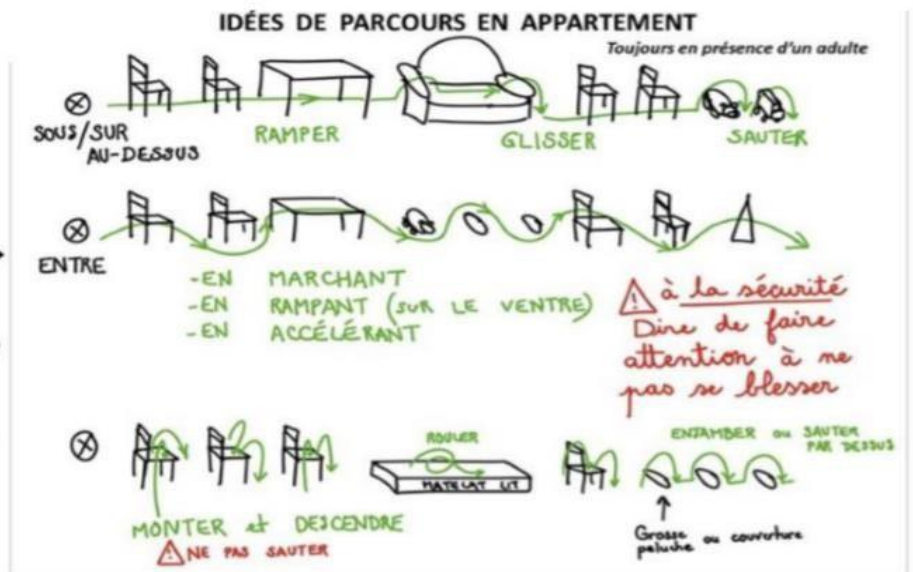 IDÉES DE PARCOURS EN APPARTEMENT
Toujours en présence d'un adulte
SOUS/SUR
AU-DESSUS
RAMPER
GLISSER
SAUTER
ENTRE
-EN MARCHANT
-EN RAMPANT (SUR LE VENTRE)
-EN ACCÉLÉRANT
à la sécurité
Dire de faire
attention à ne
pas se blesser
ROULER
MATELAT LIT
ENJAMBER ou SAUTER
PAR DESSUS
MONTER et DESCENDRE
NE PAS SAUTER
Grosse
peluche ou couverture